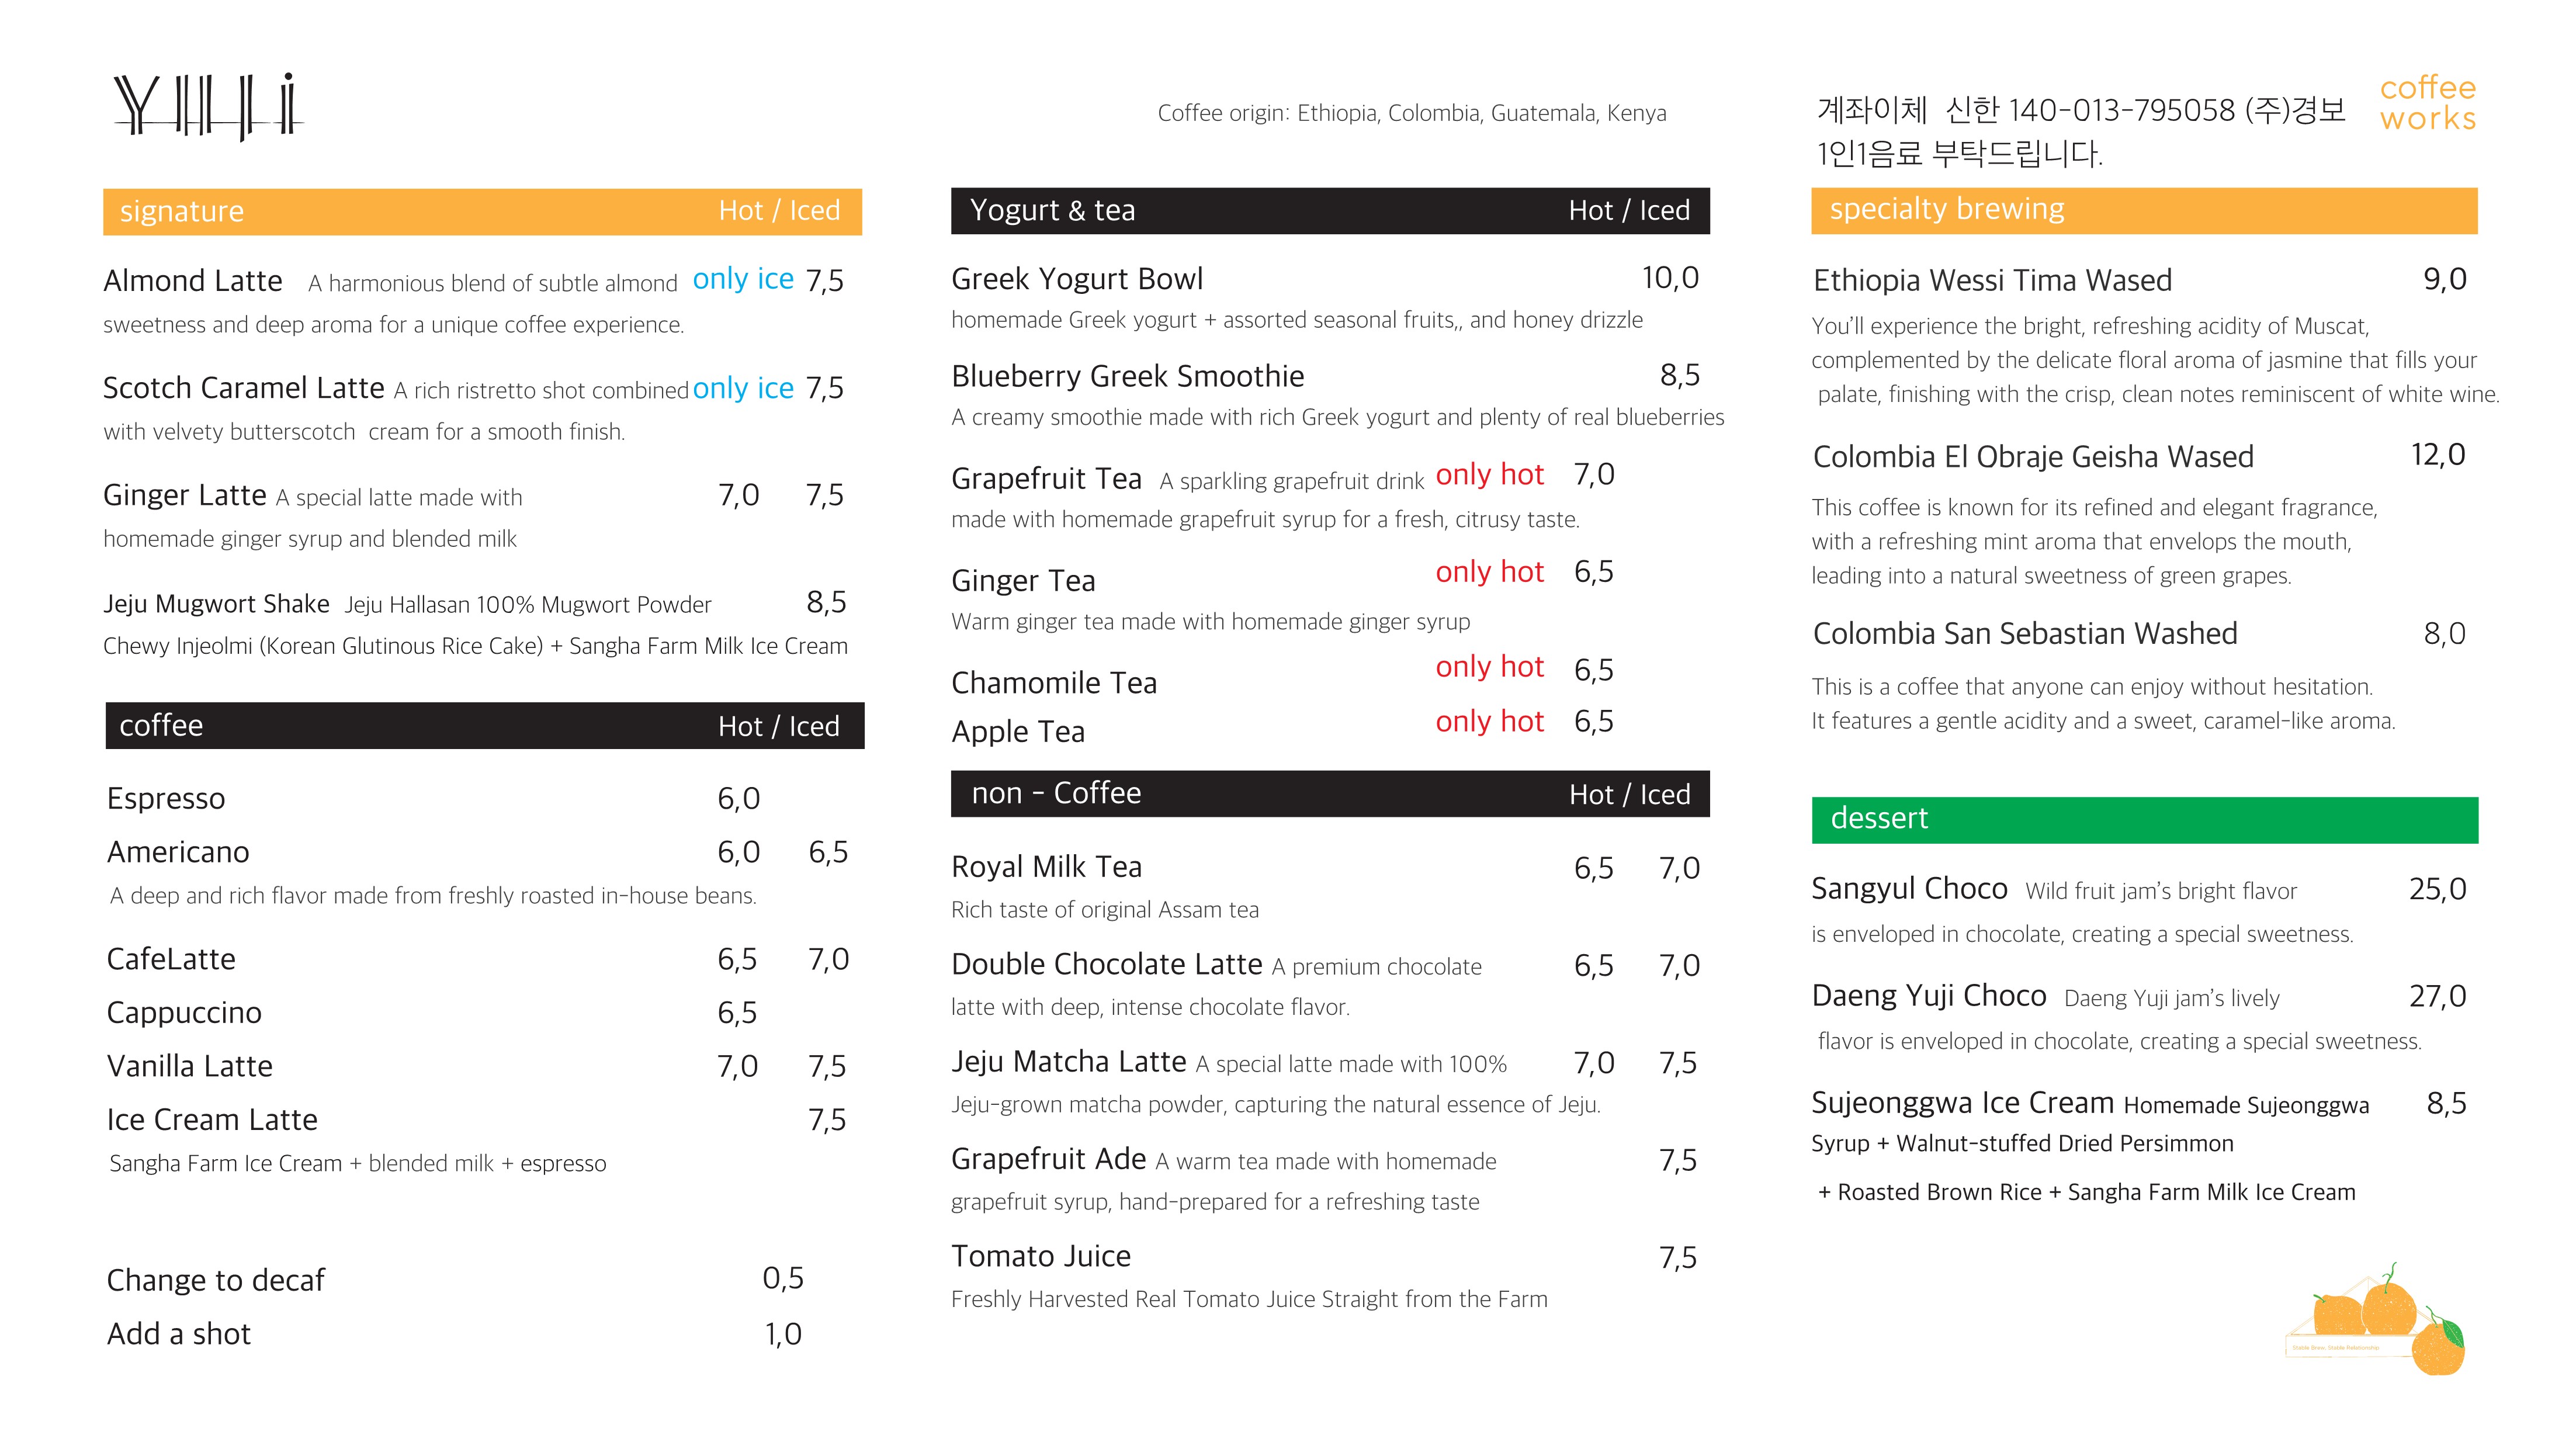 Yllli
Coffee origin: Ethiopia, Colombia, Guatemala, Kenya
계좌이체 신한 140-013-795058 (주)경보
1인1음료 부탁드립니다.
coffee
works
signature Hot / Iced
Almond Latte A harmonious blend of subtle almond only ice 7,5
sweetness and deep aroma for a unique coffee experience.
Scotch Caramel Latte A rich ristretto shot combined only ice 7,5
with velvety butterscotch cream for a smooth finish.
Ginger Latte A special latte made with 7,0 7,5
homemade ginger syrup and blended milk
Jeju Mugwort Shake Jeju Hallasan 100% Mugwort Powder 8,5
Chewy Injeolmi (Korean Glutinous Rice Cake) + Sangha Farm Milk Ice Cream
coffee Hot / Iced
Espresso 6,0
Americano 6,0 6,5
A deep and rich flavor made from freshly roasted in-house beans.
CafeLatte 6,5 7,0
Cappuccino 6,5
Vanilla Latte 7,0 7,5
Ice Cream Latte 7,5
Sangha Farm Ice Cream + blended milk + espresso
Change to decaf 0,5
Add a shot 1,0
Yogurt & tea Hot / Iced
Greek Yogurt Bowl 10,0
homemade Greek yogurt + assorted seasonal fruits,, and honey drizzle
Blueberry Greek Smoothie 8,5
A creamy smoothie made with rich Greek yogurt and plenty of real blueberries
Grapefruit Tea A sparkling grapefruit drink only hot 7,0
made with homemade grapefruit syrup for a fresh, citrusy taste.
Ginger Tea only hot 6,5
Warm ginger tea made with homemade ginger syrup
Chamomile Tea only hot 6,5
Apple Tea only hot 6,5
non - Coffee Hot / Iced
Royal Milk Tea 6,5 7,0
Rich taste of original Assam tea
Double Chocolate Latte A premium chocolate 6,5 7,0
latte with deep, intense chocolate flavor.
Jeju Matcha Latte A special latte made with 100% 7,0 7,5
Jeju-grown matcha powder, capturing the natural essence of Jeju.
Grapefruit Ade A warm tea made with homemade 7,5
grapefruit syrup, hand-prepared for a refreshing taste
Tomato Juice 7,5
Freshly Harvested Real Tomato Juice Straight from the Farm
specialty brewing
Ethiopia Wessi Tima Wased 9,0
You'll experience the bright, refreshing acidity of Muscat,
complemented by the delicate floral aroma of jasmine that fills your
palate, finishing with the crisp, clean notes reminiscent of white wine.
Colombia El Obraje Geisha Wased 12,0
This coffee is known for its refined and elegant fragrance,
with a refreshing mint aroma that envelops the mouth,
leading into a natural sweetness of green grapes.
Colombia San Sebastian Washed 8,0
This is a coffee that anyone can enjoy without hesitation.
It features a gentle acidity and a sweet, caramel-like aroma.
dessert
Sangyul Choco Wild fruit jam's bright flavor 25,0
is enveloped in chocolate, creating a special sweetness.
Daeng Yuji Choco Daeng Yuji jam's lively 27,0
flavor is enveloped in chocolate, creating a special sweetness.
Sujeonggwa Ice Cream Homemade Sujeonggwa 8,5
Syrup + Walnut-stuffed Dried Persimmon
+ Roasted Brown Rice + Sangha Farm Milk Ice Cream
Stable Brew, Stable Relationship